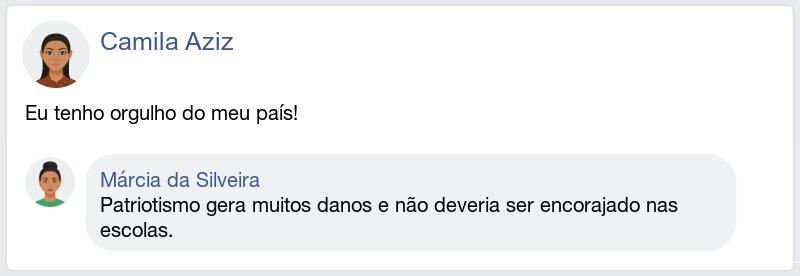 Camila Aziz
Eu tenho orgulho do meu país!
Márcia da Silveira
Patriotismo gera muitos danos e não deveria ser encorajado nas
escolas.